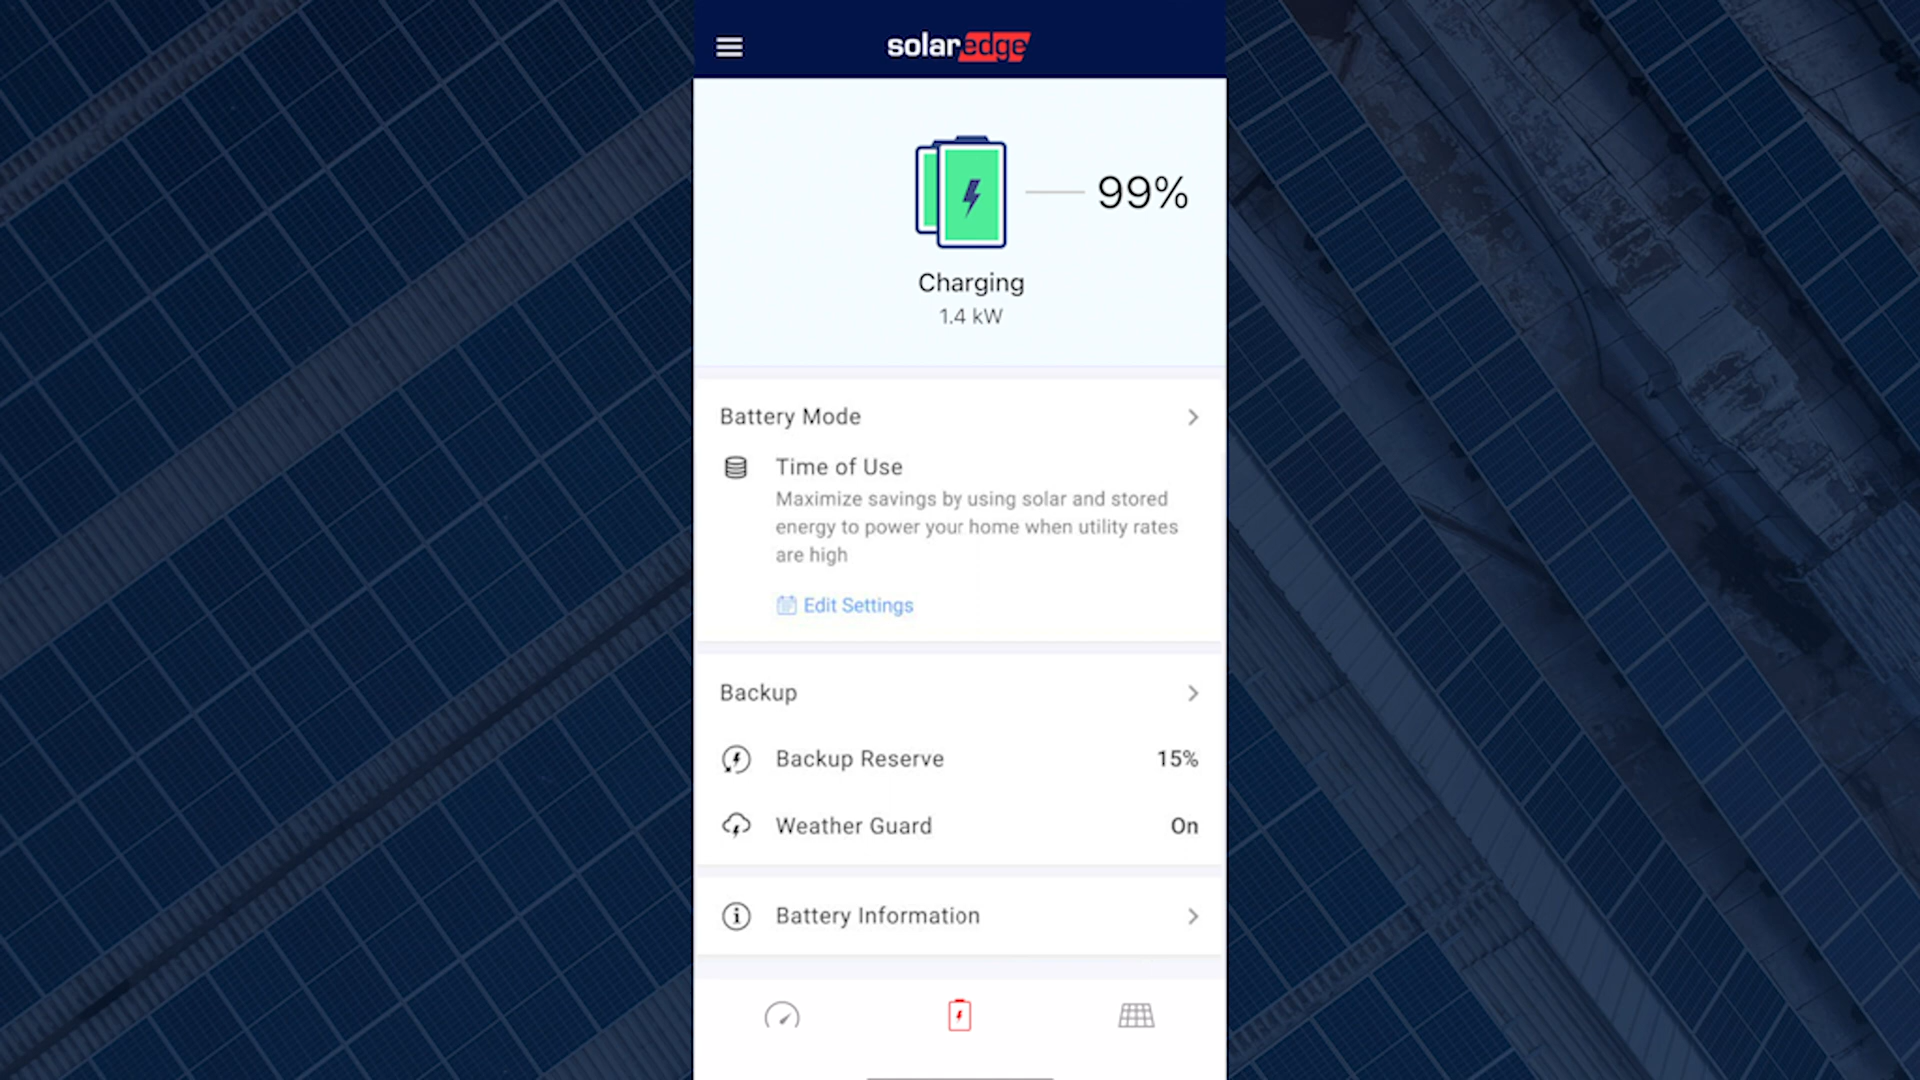 solaredge
99%
Charging
1.4 kW
Battery Mode
Time of Use
Maximize savings by using solar and stored
energy to power your home when utility rates
are high
Edit Settings
Backup
Backup Reserve 15%
Weather Guard On
Battery Information